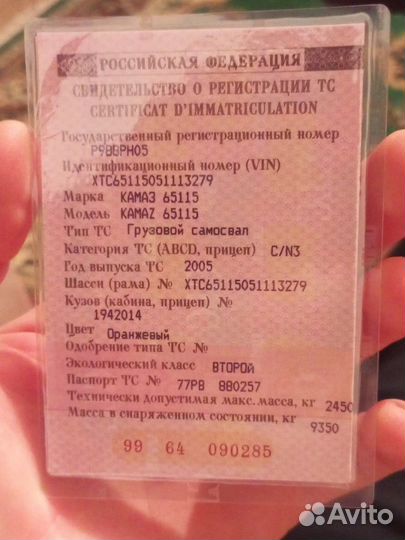 РОССИЙСКАЯ ФЕДЕРАЦИЯ
СВИДЕТЕЛЬСТВО О РЕГИСТРАЦИИ ТС
CERTIFICAT D'IMMATRICULATION
Государственный регистрационный номер
Р988РН05
Идентификационный номер (VIN)
XTC65115051113279
Марка КАМАЗ 65115
Модель KAMAZ 65115
Тип ТС Грузовой самосвал
Категория ТС (ABCD, прицеп) C/N3
Год выпуска ТС 2005
Шасси (рама) № XTC65115051113279
Кузов (кабина, прицеп) №
1942014
Цвет Оранжевый
Одобрение типа ТС №
Экологический класс ВТОРОЙ
Паспорт ТС № 77РВ 880257
Технически допустимая макс. масса, кг 2450
Масса в снаряженном состоянии, кг
9350
99 64 090285
Avito